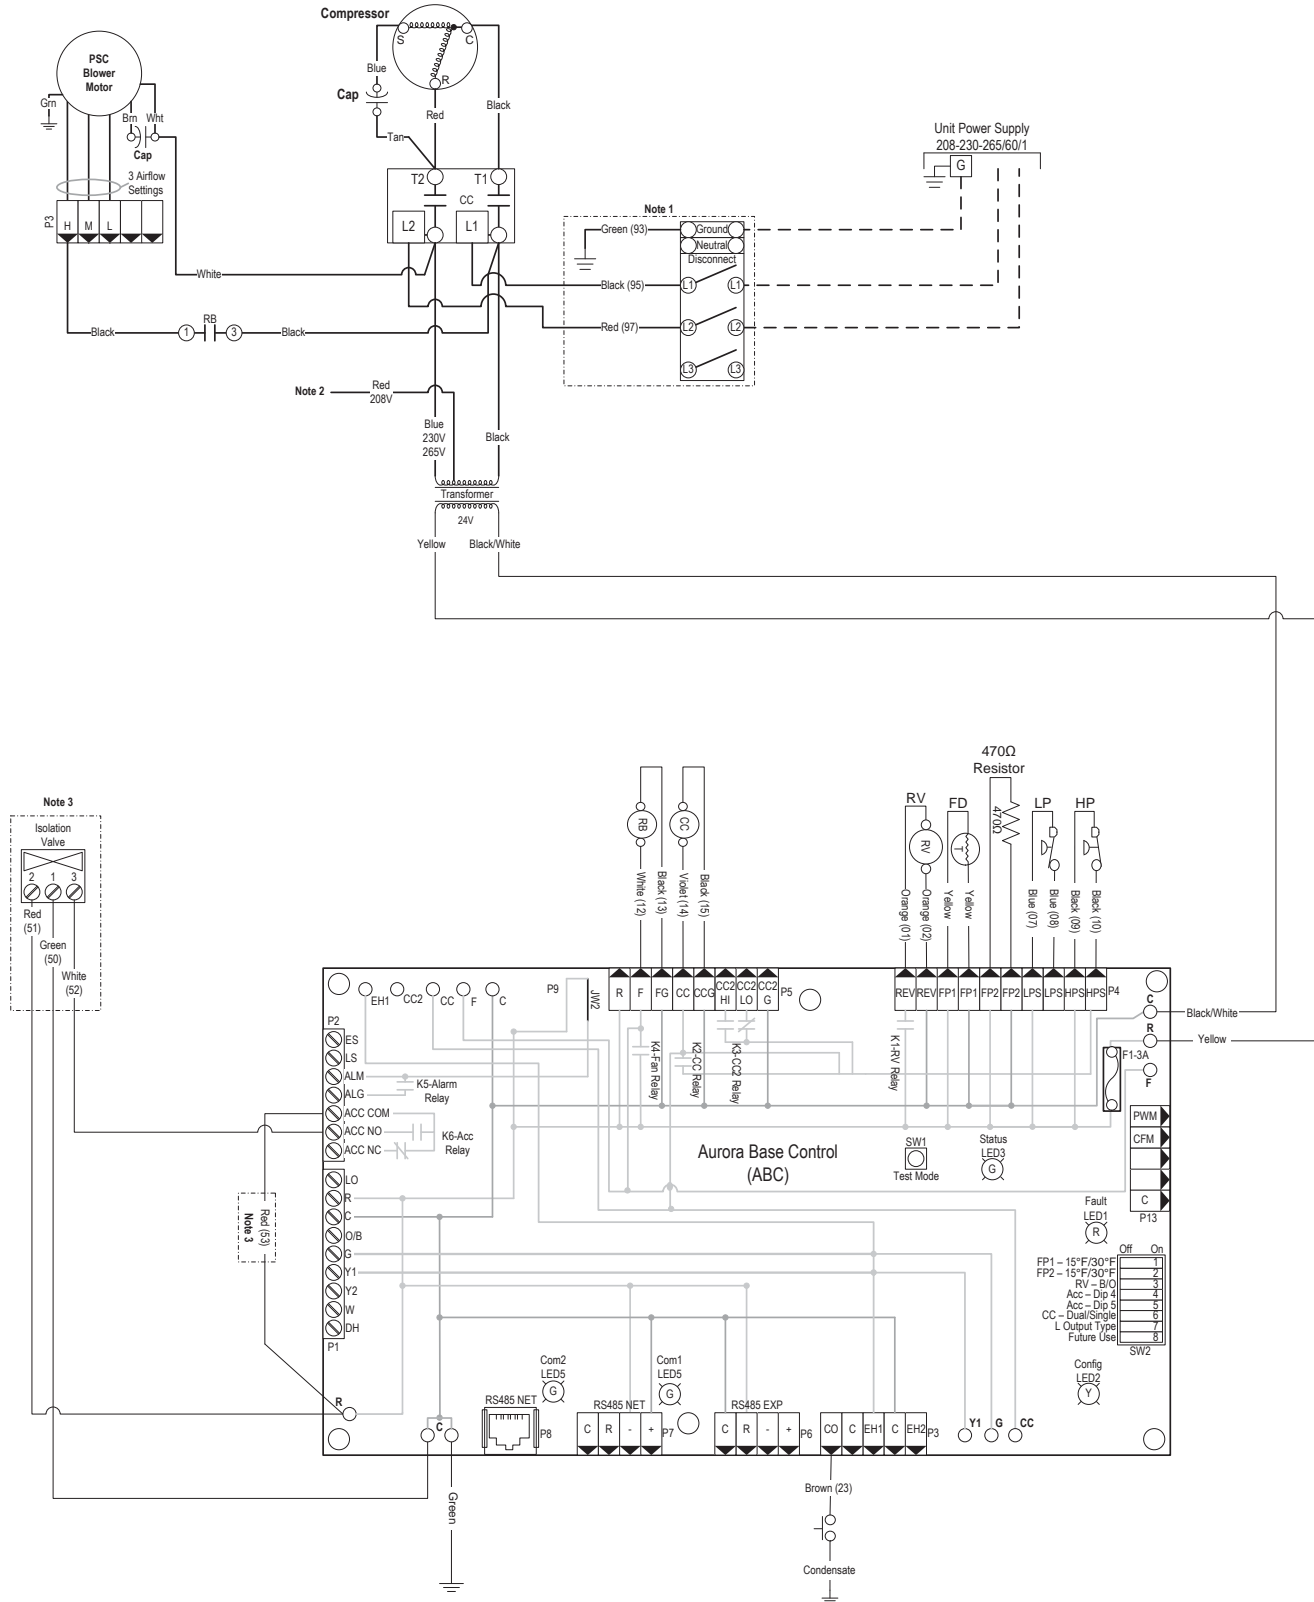 Compressor
S
C
R
PSC
Blower
Motor
Grn
Brn
Wht
Cap
3 Airflow
Settings
P3
H
M
L
Blue
Cap
Tan
Red
Black
T2
T1
CC
L2
L1
White
Black
1
RB
3
Black
Unit Power Supply
208-230-265/60/1
G
Note 1
Green (93)
Ground
Neutral
Disconnect
Black (95)
L1
L1
Red (97)
L2
L2
L3
L3
Note 2
Red
208V
Blue
230V
265V
Black
Transformer
24V
Yellow
Black/White
Note 3
Isolation
Valve
2
1
3
Red
(51)
Green
(50)
White
(52)
RB
CC
White (12)
Black (13)
Violet (14)
Black (15)
470Ω
Resistor
RV
FD
470Ω
LP
HP
RV
T
Orange (01)
Orange (02)
Yellow
Yellow
Blue (07)
Blue (08)
Black (09)
Black (10)
EH1
CC2
CC
F
C
P9
JW2
R
F
FG
CC
CCG
CC2
HI
CC2
LO
CC2
G
P5
REV
REV
FP1
FP1
FP2
FP2
LPS
LPS
HPS
HPS
P4
C
Black/White
R
Yellow
F1-3A
F
P2
ES
LS
ALM
ALG
ACC COM
ACC NO
ACC NC
K5-Alarm
Relay
K6-Acc
Relay
K4-Fan Relay
K2-CC Relay
K3-CC2 Relay
K1-RV Relay
Aurora Base Control
(ABC)
SW1
Test Mode
Status
LED3
G
PWM
CFM
C
P13
Fault
LED1
R
LO
R
C
O/B
G
Y1
Y2
W
DH
P1
Red (53)
Note 3
Off On
FP1 – 15°F/30°F 1
FP2 – 15°F/30°F 2
RV – B/O 3
Acc – Dip 4 4
Acc – Dip 5 5
CC – Dual/Single 6
L Output Type 7
Future Use 8
SW2
Config
LED2
Y
Com2
LED5
G
Com1
LED5
G
R
C
RS485 NET
P8
RS485 NET
C
R
-
+
P7
RS485 EXP
C
R
-
+
P6
CO
C
EH1
C
EH2
P3
Y1
G
CC
Green
Brown (23)
Condensate